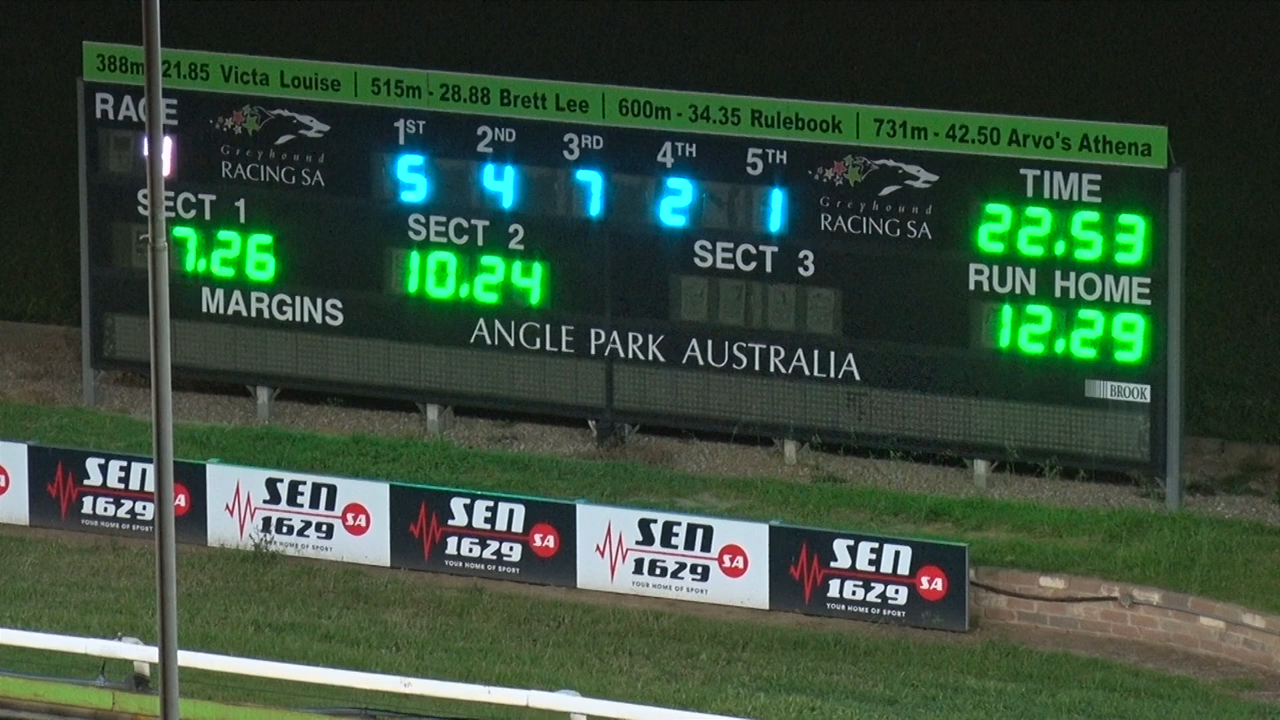 388m 21.85 Victa Louise | 515m - 28.88 Brett Lee | 600m - 34.35 Rulebook | 731m - 42.50 Arvo's Athena
RACE
Greyhound
RACING SA
1ST 2ND 3RD 4TH 5TH
5 4 7 2 1
Greyhound
RACING SA
TIME
22.53
SECT 1
7.26
SECT 2
10.24
SECT 3
RUN HOME
12.29
MARGINS
ANGLE PARK AUSTRALIA
BROOK
SEN
1629
YOUR HOME OF SPORT
SEN
1629 SA
YOUR HOME OF SPORT
SEN
1629 SA
YOUR HOME OF SPORT
SEN
1629 SA
YOUR HOME OF SPORT
SEN
1629 SA
YOUR HOME OF SPORT